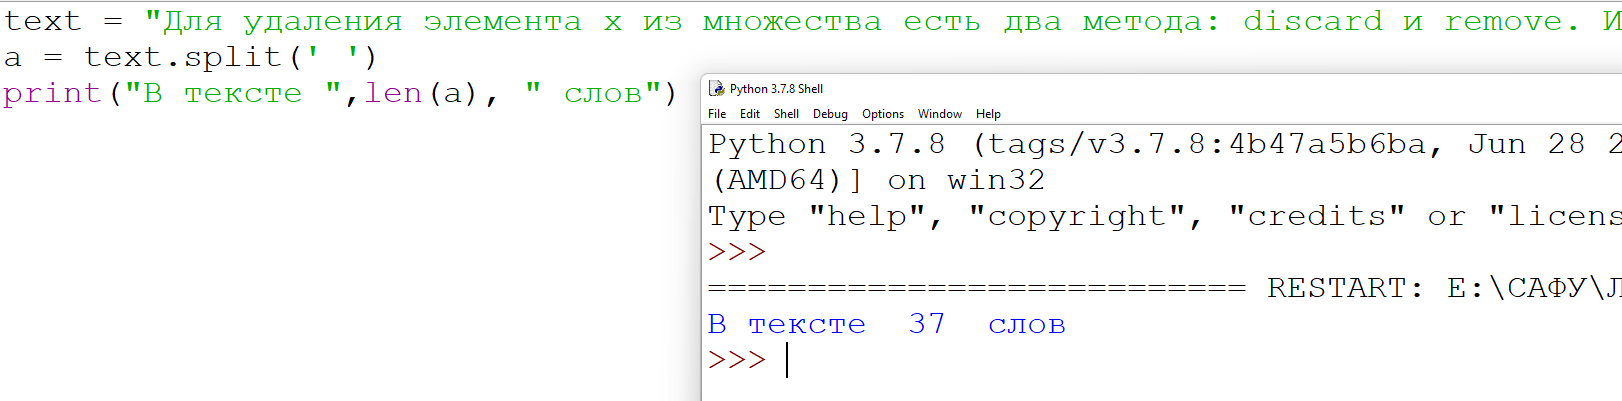 text = "Для удаления элемента x из множества есть два метода: discard и remove. И
a = text.split(' ')
print("В тексте ",len(a), " слов")
Python 3.7.8 Shell
File Edit Shell Debug Options Window Help
Python 3.7.8 (tags/v3.7.8:4b47a5b6ba, Jun 28 2
(AMD64)] on win32
Type "help", "copyright", "credits" or "licens
>>>
=========================== RESTART: E:\САФУ\Л
В тексте  37  слов
>>>